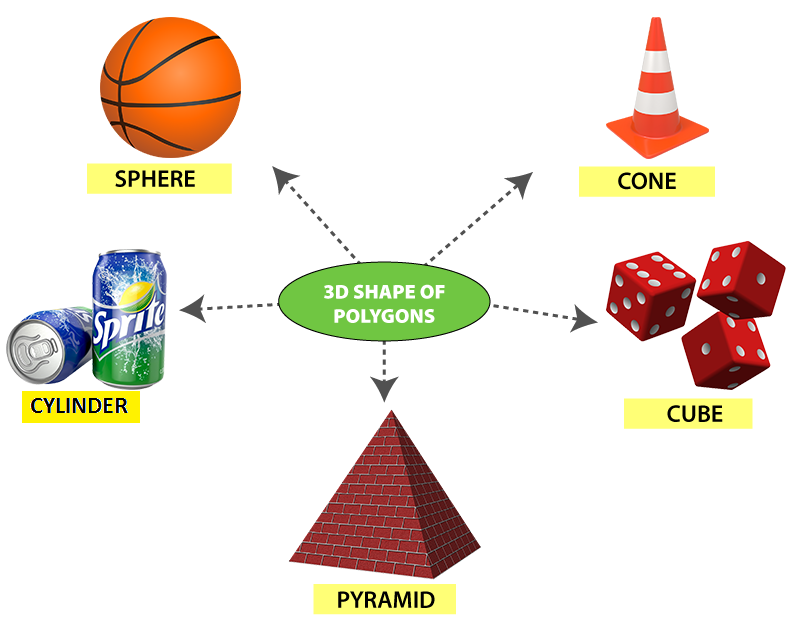 SPHERE
CONE
3D SHAPE OF
POLYGONS
Sprite
CYLINDER
CUBE
PYRAMID